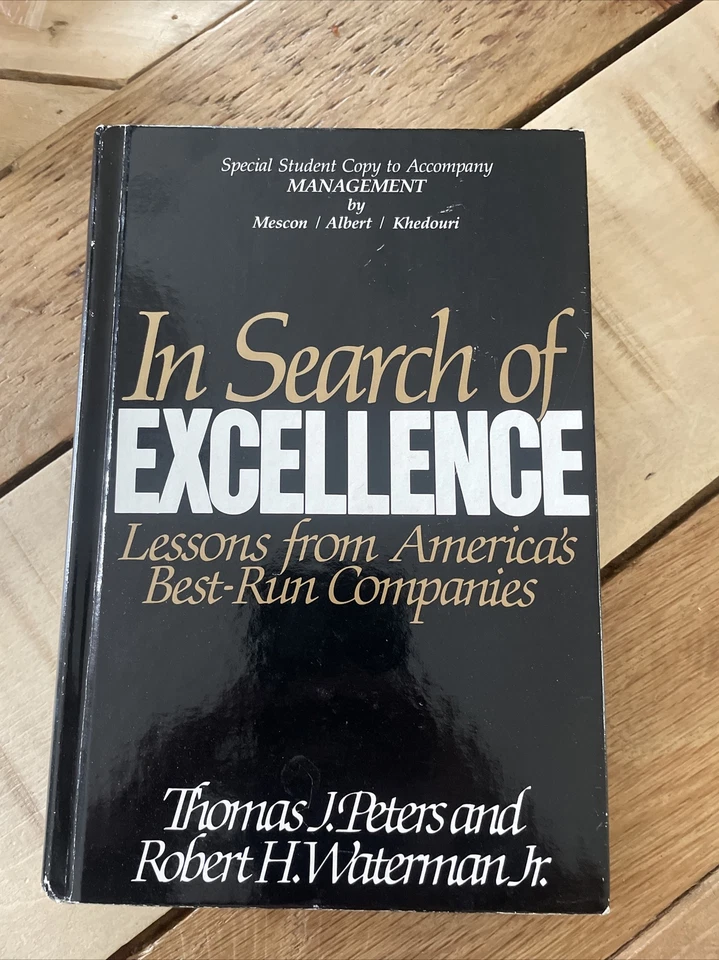 Special Student Copy to Accompany
MANAGEMENT
by
Mescon / Albert / Khedouri
In Search of
EXCELLENCE
Lessons from America's
Best-Run Companies
Thomas J. Peters and
Robert H. Waterman Jr.